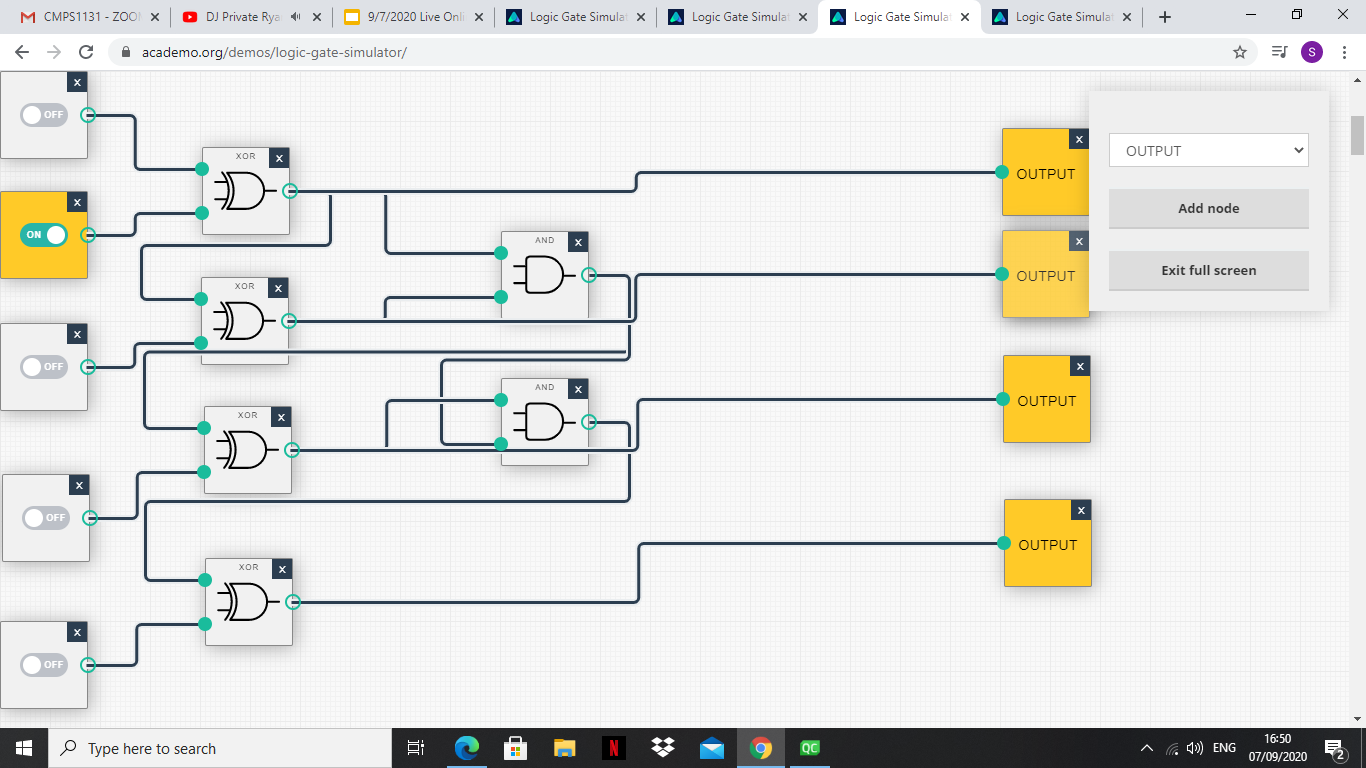 CMPS1131 - ZOO
DJ Private Rya
9/7/2020 Live Onl
Logic Gate Simula
Logic Gate Simula
Logic Gate Simula
Logic Gate Simula
academo.org/demos/logic-gate-simulator/
S
x
OFF
XOR
x
x
OUTPUT
OUTPUT
Add node
x
ON
AND
x
x
OUTPUT
Exit full screen
XOR
x
x
OFF
x
OUTPUT
AND
x
XOR
x
x
OFF
x
OUTPUT
XOR
x
x
OFF
Type here to search
N
QC
ENG
16:50
07/09/2020
2